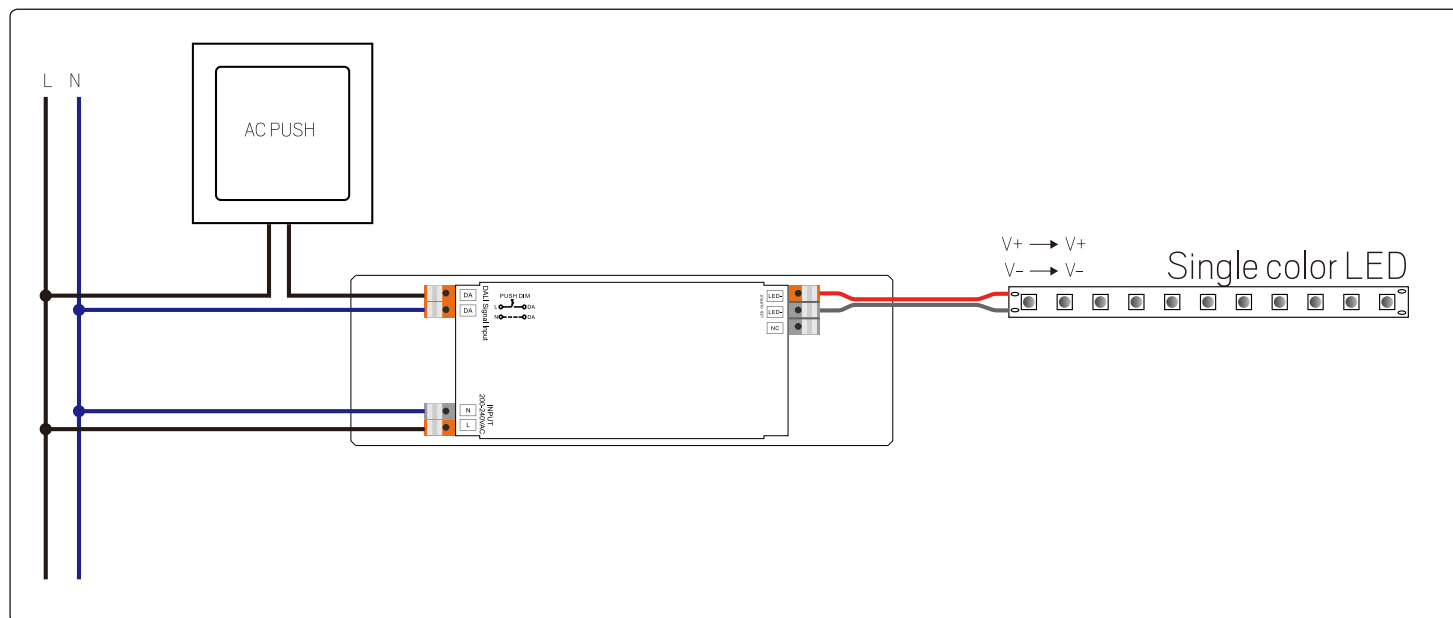 L N
AC PUSH
V+ → V+
V- → V-
Single color LED
DA
DA
DALI Signal Input
PUSH DIM
L DA
N DA
LED-
LED-
NC
N
L
INPUT
200-240VAC